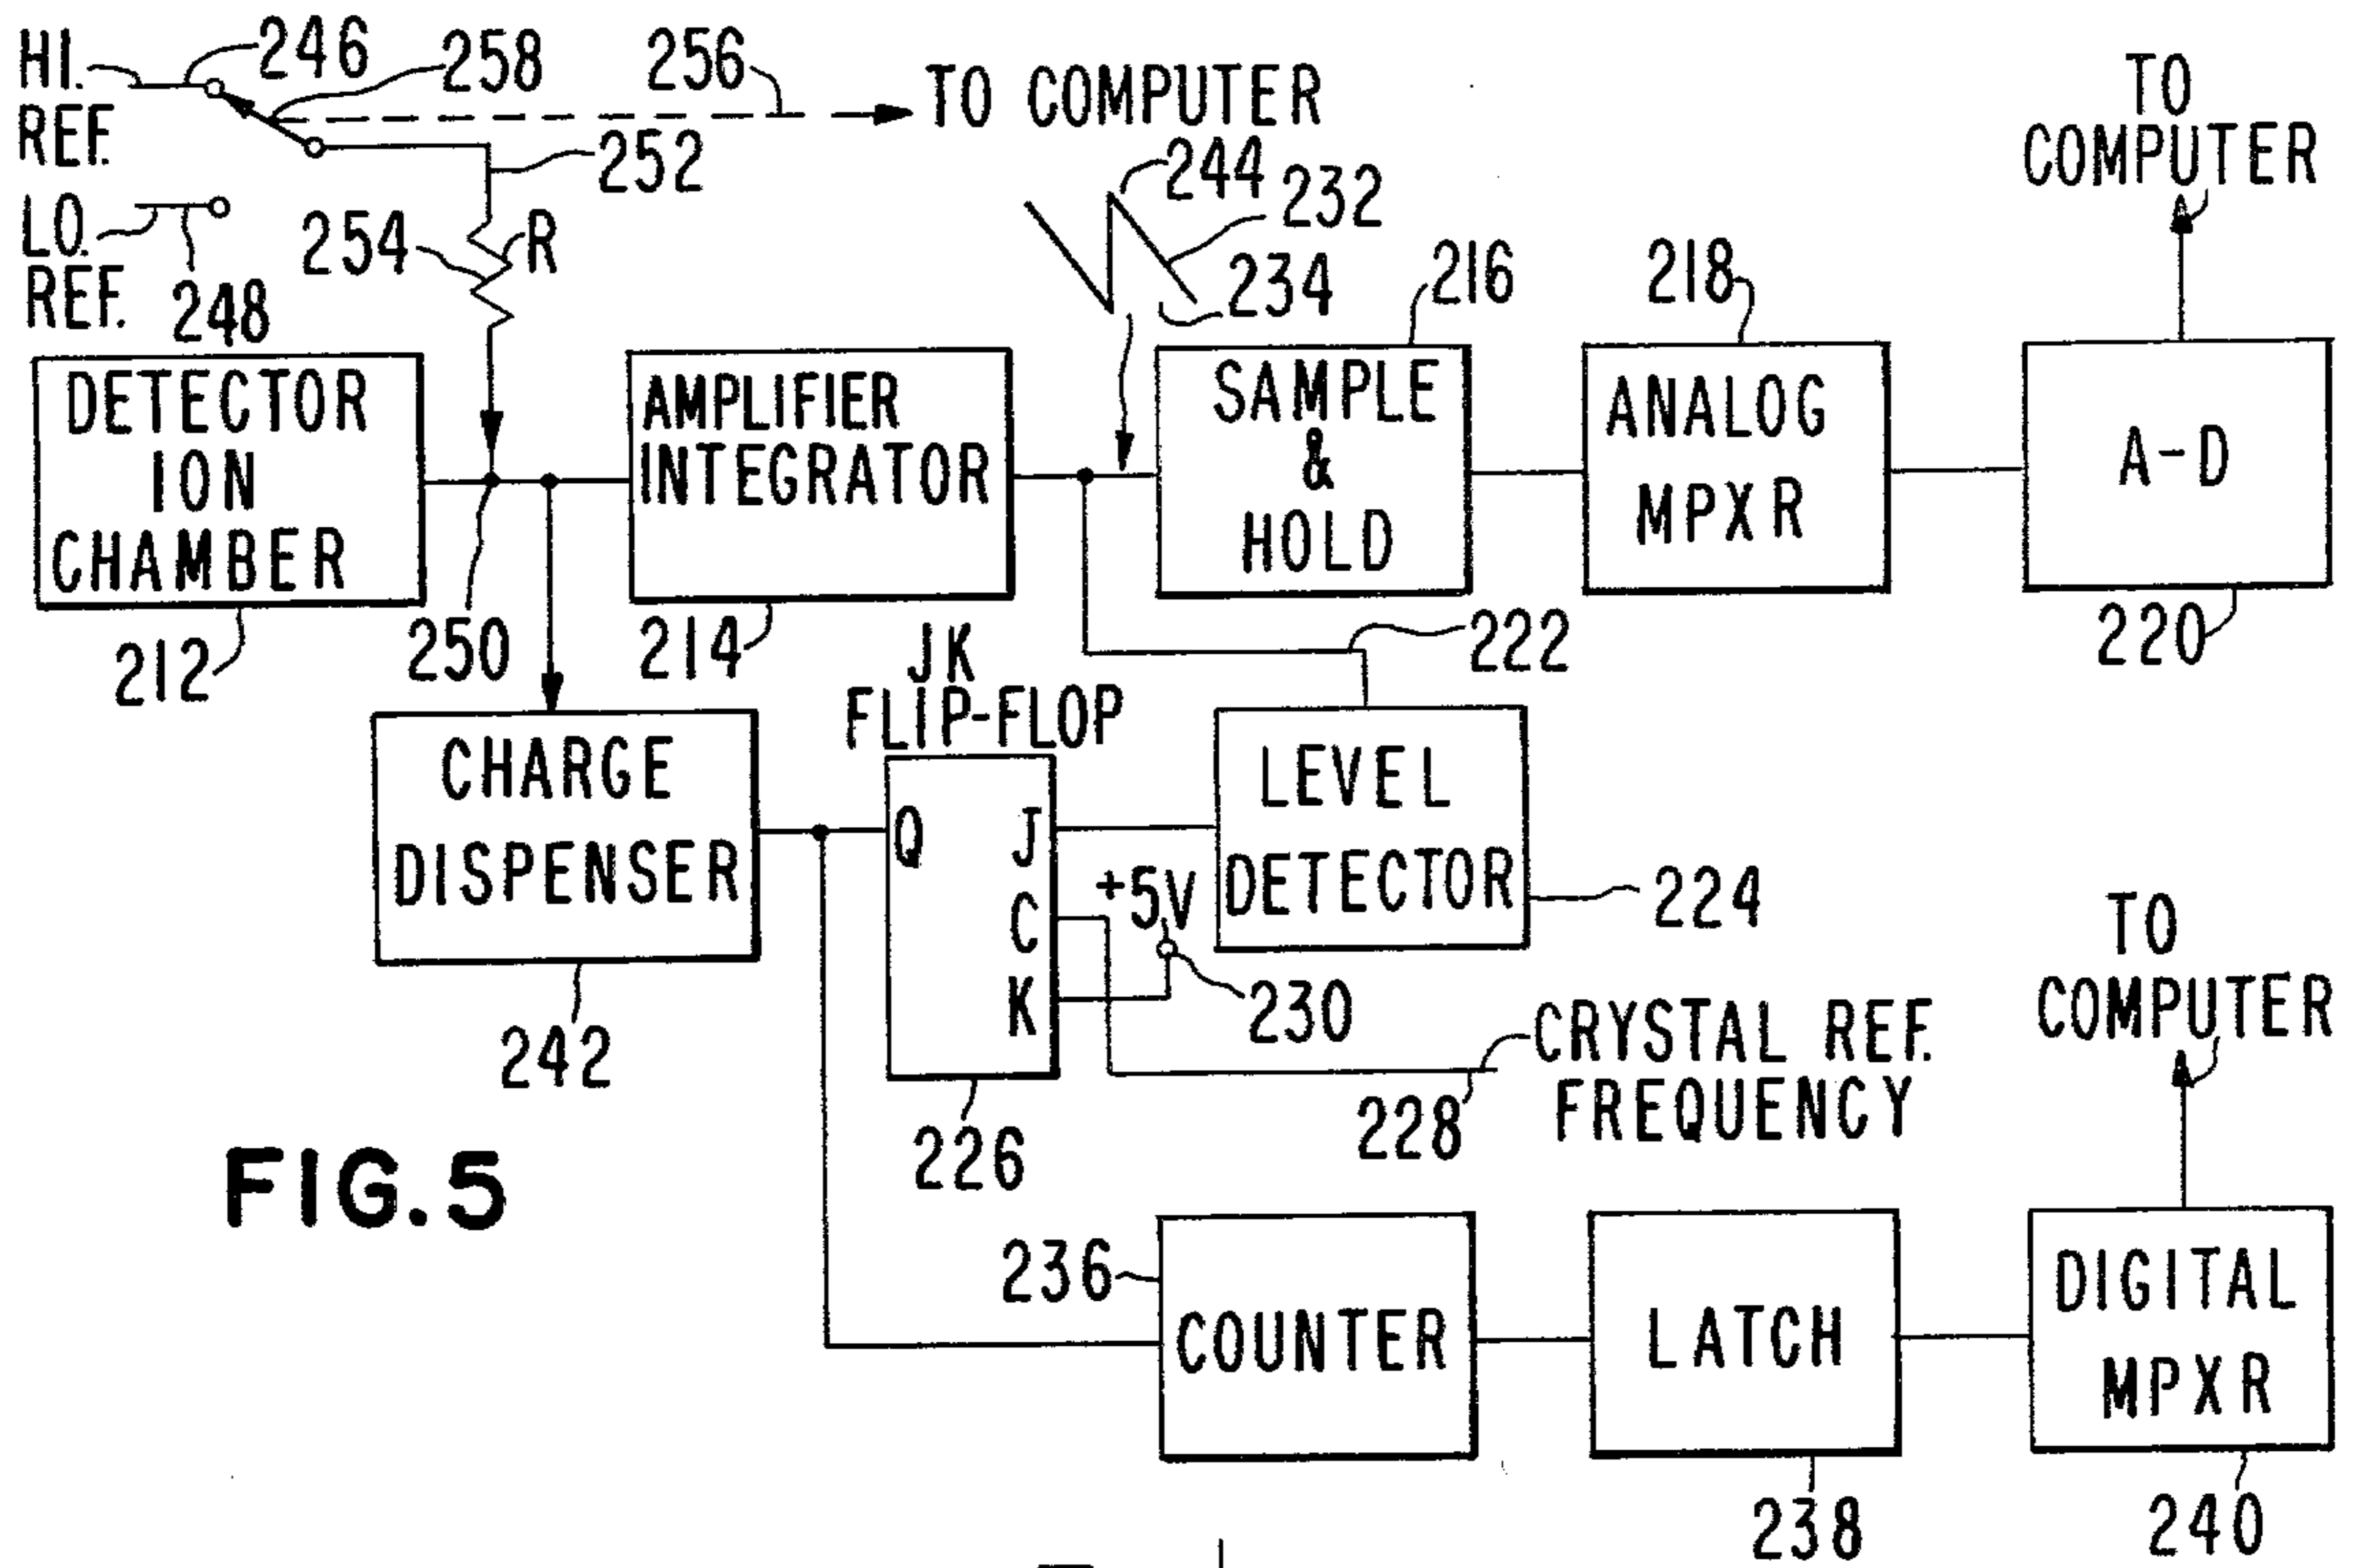 HI.
REF.
246
258
256
TO COMPUTER
252
LO.
REF.
248
254
R
244
232
234
216
218
TO
COMPUTER
DETECTOR
ION
CHAMBER
212
250
AMPLIFIER
INTEGRATOR
214
SAMPLE
&
HOLD
ANALOG
MPXR
A-D
220
222
CHARGE
DISPENSER
242
JK
FLIP-FLOP
Q
J
C
K
226
+5V
230
LEVEL
DETECTOR
224
CRYSTAL REF.
FREQUENCY
228
TO
COMPUTER
FIG.5
236
COUNTER
LATCH
238
DIGITAL
MPXR
240